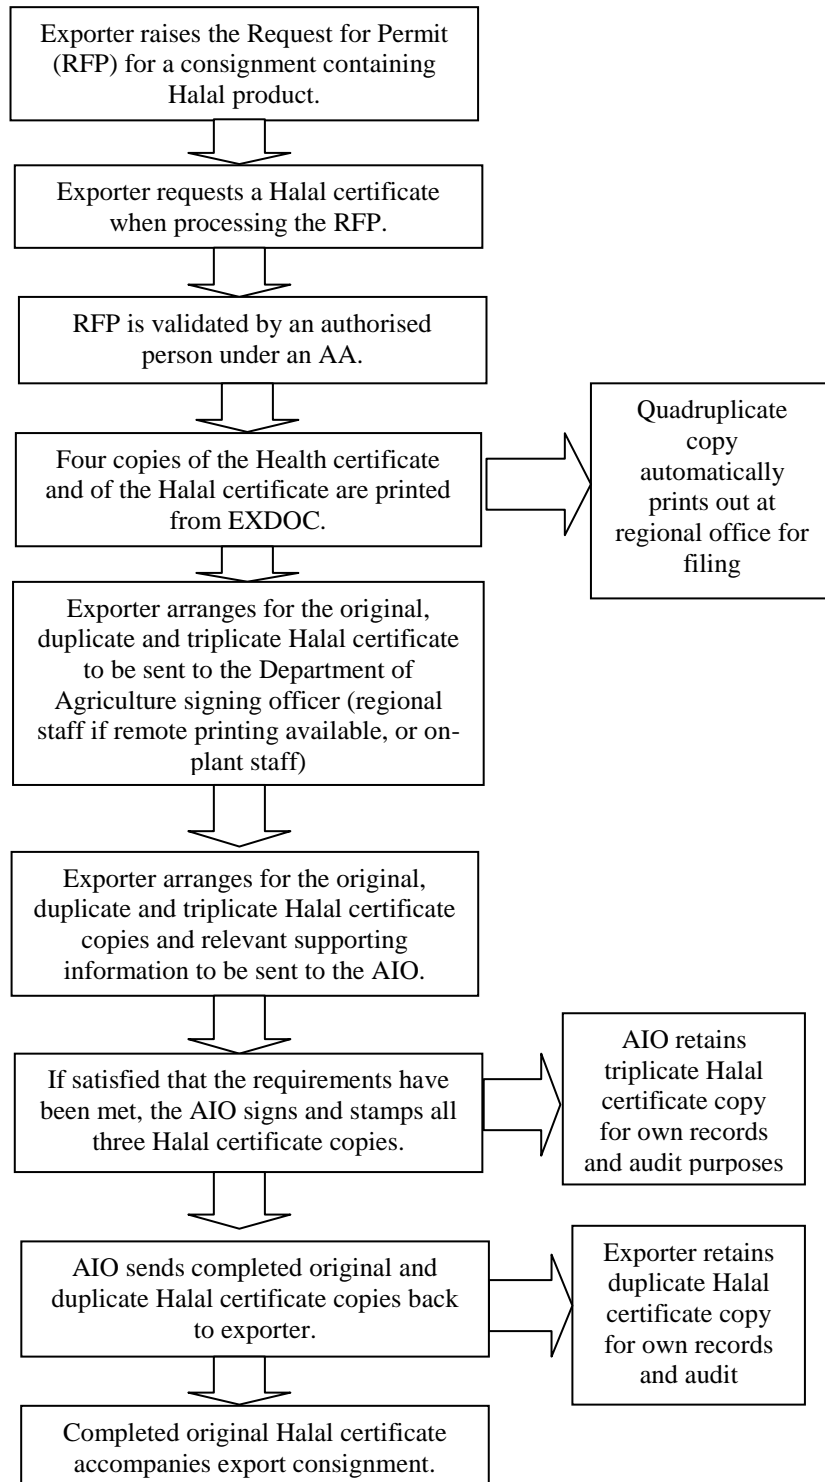 Exporter raises the Request for Permit
(RFP) for a consignment containing
Halal product.
Exporter requests a Halal certificate
when processing the RFP.
RFP is validated by an authorised
person under an AA.
Four copies of the Health certificate
and of the Halal certificate are printed
from EXDOC.
Quadruplicate
copy
automatically
prints out at
regional office for
filing
Exporter arranges for the original,
duplicate and triplicate Halal certificate
to be sent to the Department of
Agriculture signing officer (regional
staff if remote printing available, or on-
plant staff)
Exporter arranges for the original,
duplicate and triplicate Halal certificate
copies and relevant supporting
information to be sent to the AIO.
If satisfied that the requirements have
been met, the AIO signs and stamps all
three Halal certificate copies.
AIO retains
triplicate Halal
certificate copy
for own records
and audit purposes
AIO sends completed original and
duplicate Halal certificate copies back
to exporter.
Exporter retains
duplicate Halal
certificate copy
for own records
and audit
Completed original Halal certificate
accompanies export consignment.